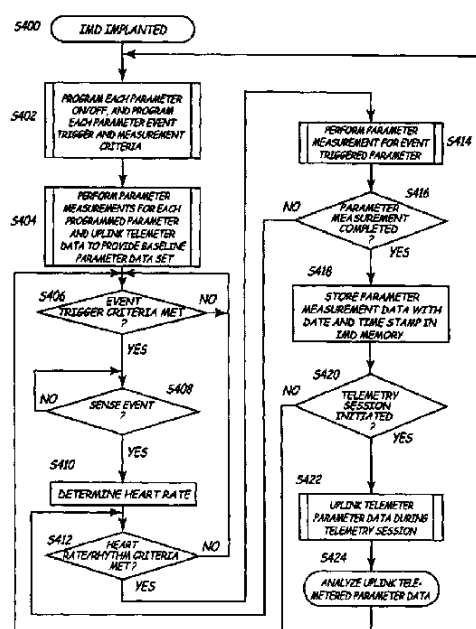 S400
IMD IMPLANTED
S402
PROGRAM EACH PARAMETER
ON/OFF, AND PROGRAM
EACH PARAMETER EVENT
TRIGGER AND MEASUREMENT
CRITERIA
S404
PERFORM PARAMETER
MEASUREMENTS FOR EACH
PROGRAMMED PARAMETER
AND UPLINK TELEMETER
DATA TO PROVIDE BASELINE
PARAMETER DATA SET
S406
EVENT
TRIGGER CRITERIA MET
?
NO
YES
S408
NO
SENSE EVENT
?
YES
S410
DETERMINE HEART RATE
S412
HEART
RATE/RHYTHM CRITERIA
MET?
NO
YES
PERFORM PARAMETER
MEASUREMENT FOR EVENT
TRIGGERED PARAMETER
S414
S416
NO
PARAMETER
MEASUREMENT
COMPLETED
?
YES
S418
STORE PARAMETER
MEASUREMENT DATA WITH
DATE AND TIME STAMP IN
IMD MEMORY
S420
NO
TELEMETRY
SESSION
INITIATED
?
YES
S422
UPLINK TELEMETER
PARAMETER DATA DURING
TELEMETRY SESSION
S424
ANALYZE UPLINK TELE-
METERED PARAMETER DATA